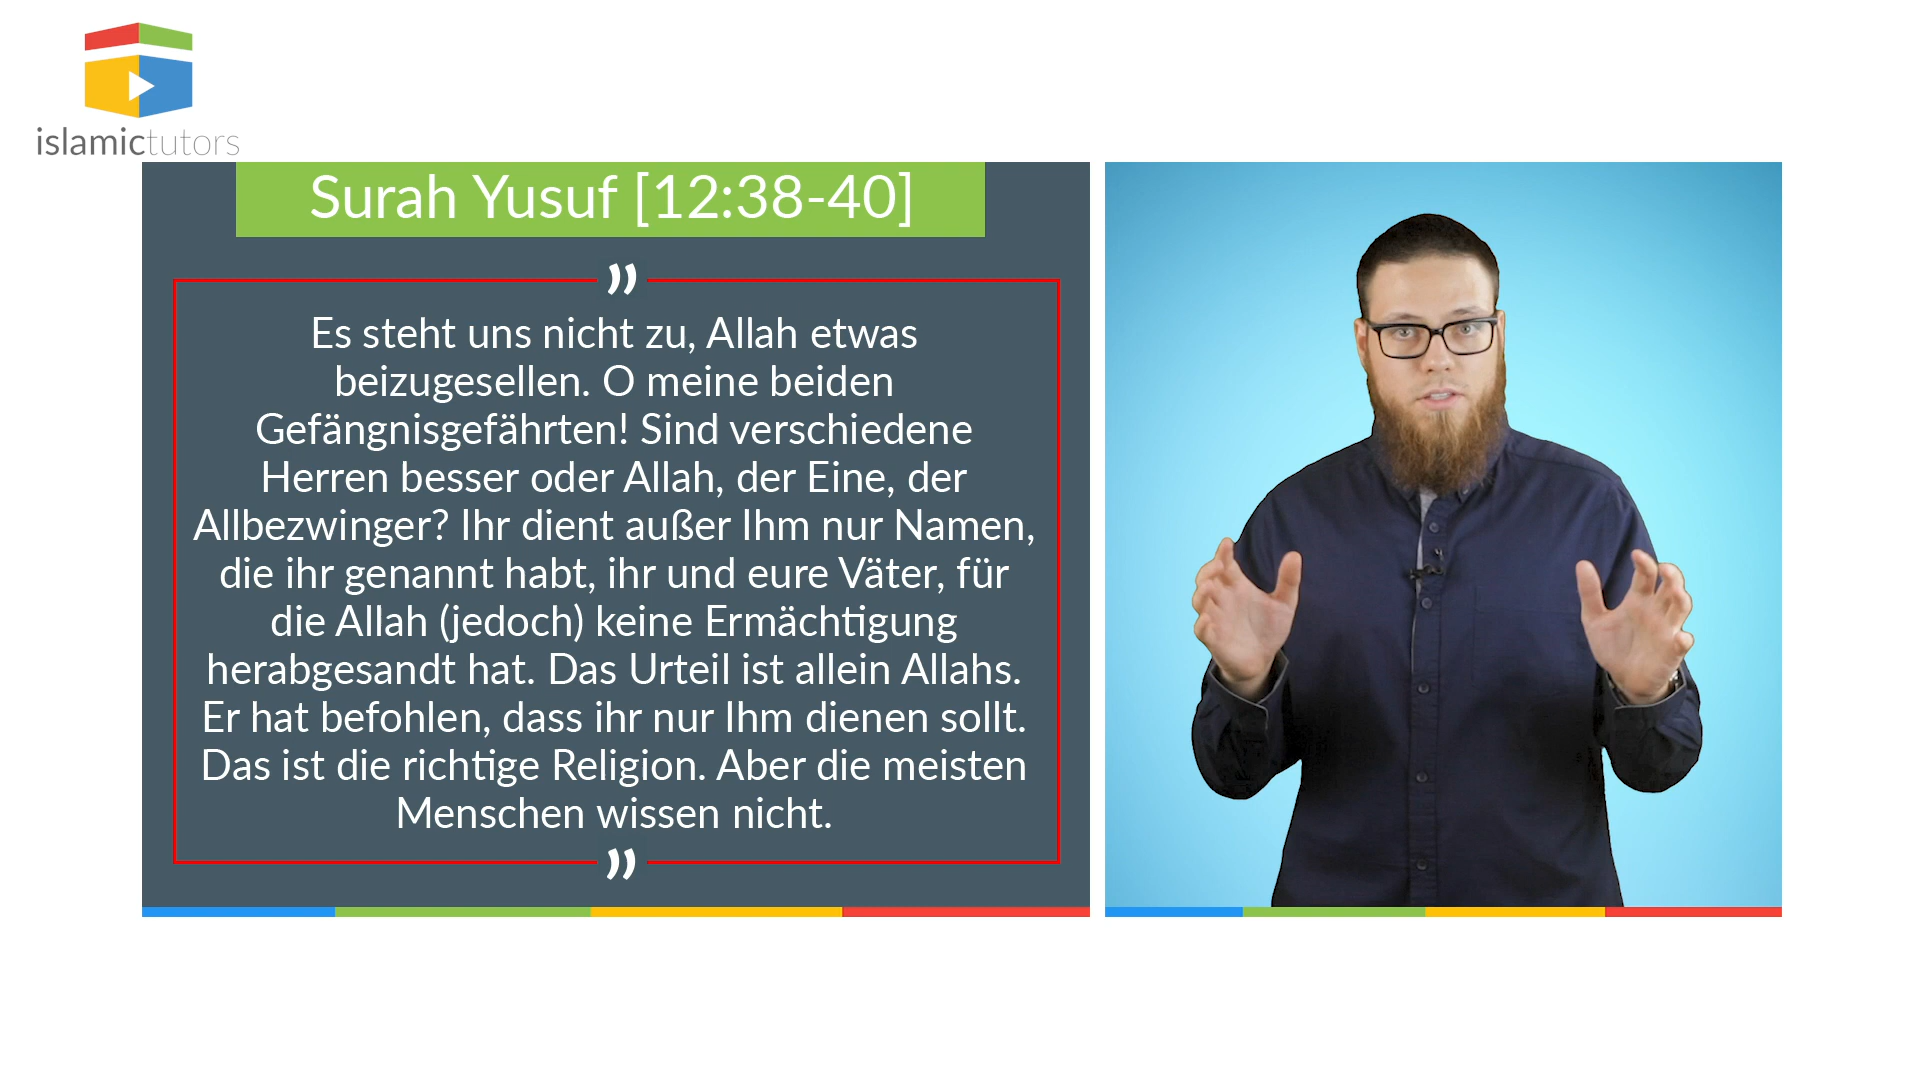 islamictutors
Surah Yusuf [12:38-40]
”
Es steht uns nicht zu, Allah etwas
beizugesellen. O meine beiden
Gefängnisgefährten! Sind verschiedene
Herren besser oder Allah, der Eine, der
Allbezwinger? Ihr dient außer Ihm nur Namen,
die ihr genannt habt, ihr und eure Väter, für
die Allah (jedoch) keine Ermächtigung
herabgesandt hat. Das Urteil ist allein Allahs.
Er hat befohlen, dass ihr nur Ihm dienen sollt.
Das ist die richtige Religion. Aber die meisten
Menschen wissen nicht.
”